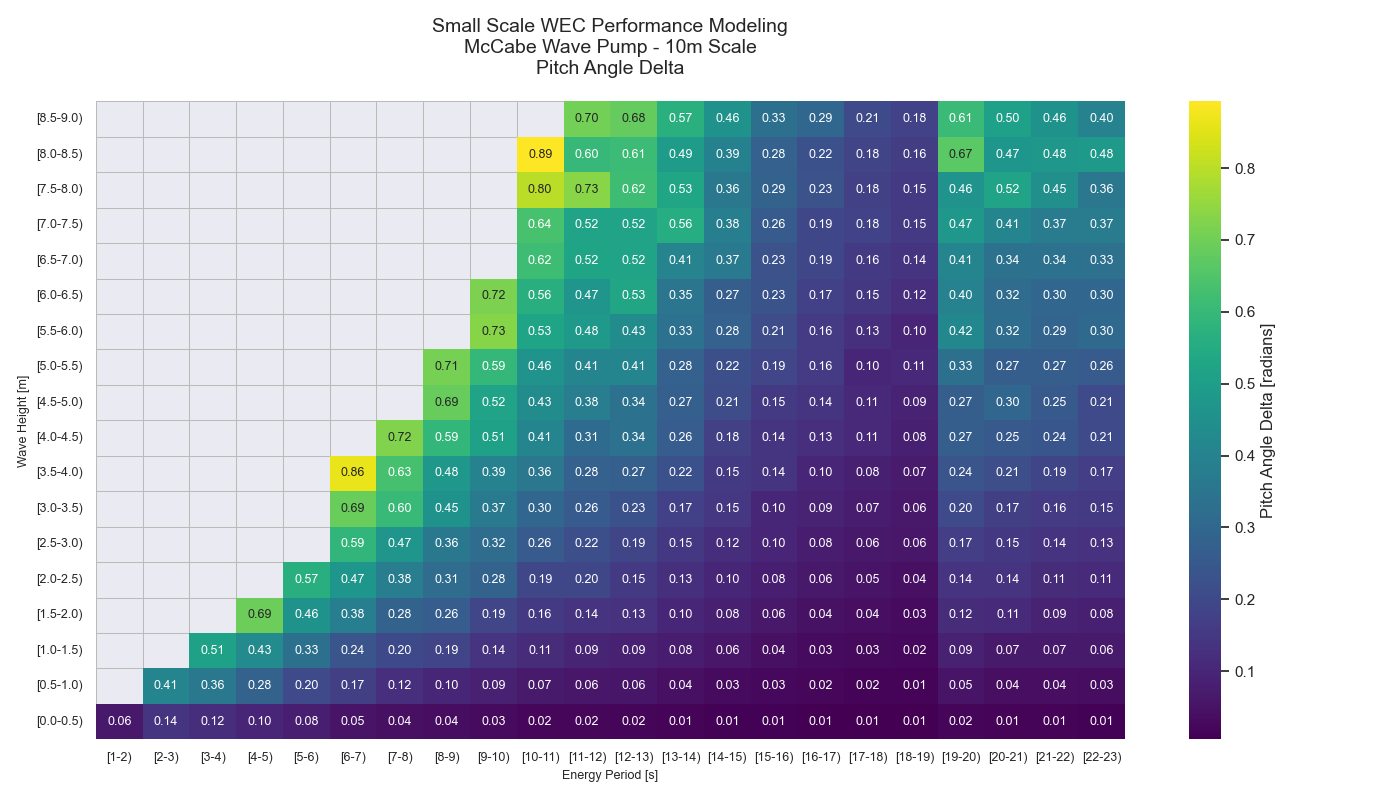 Small Scale WEC Performance Modeling
McCabe Wave Pump - 10m Scale
Pitch Angle Delta
[8.5-9.0) 0.70 0.68 0.57 0.46 0.33 0.29 0.21 0.18 0.61 0.50 0.46 0.40
[8.0-8.5) 0.89 0.60 0.61 0.49 0.39 0.28 0.22 0.18 0.16 0.67 0.47 0.48 0.48
[7.5-8.0) 0.80 0.73 0.62 0.53 0.36 0.29 0.23 0.18 0.15 0.46 0.52 0.45 0.36
[7.0-7.5) 0.64 0.52 0.52 0.56 0.38 0.26 0.19 0.18 0.15 0.47 0.41 0.37 0.37
[6.5-7.0) 0.62 0.52 0.52 0.41 0.37 0.23 0.19 0.16 0.14 0.41 0.34 0.34 0.33
[6.0-6.5) 0.72 0.56 0.47 0.53 0.35 0.27 0.23 0.17 0.15 0.12 0.40 0.32 0.30 0.30
[5.5-6.0) 0.73 0.53 0.48 0.43 0.33 0.28 0.21 0.16 0.13 0.10 0.42 0.32 0.29 0.30
[5.0-5.5) 0.71 0.59 0.46 0.41 0.41 0.28 0.22 0.19 0.16 0.10 0.11 0.33 0.27 0.27 0.26
[4.5-5.0) 0.69 0.52 0.43 0.38 0.34 0.27 0.21 0.15 0.14 0.11 0.09 0.27 0.30 0.25 0.21
[4.0-4.5) 0.72 0.59 0.51 0.41 0.31 0.34 0.26 0.18 0.14 0.13 0.11 0.08 0.27 0.25 0.24 0.21
[3.5-4.0) 0.86 0.63 0.48 0.39 0.36 0.28 0.27 0.22 0.15 0.14 0.10 0.08 0.07 0.24 0.21 0.19 0.17
[3.0-3.5) 0.69 0.60 0.45 0.37 0.30 0.26 0.23 0.17 0.15 0.10 0.09 0.07 0.06 0.20 0.17 0.16 0.15
[2.5-3.0) 0.59 0.47 0.36 0.32 0.26 0.22 0.19 0.15 0.12 0.10 0.08 0.06 0.06 0.17 0.15 0.14 0.13
[2.0-2.5) 0.57 0.47 0.38 0.31 0.28 0.19 0.20 0.15 0.13 0.10 0.08 0.06 0.05 0.04 0.14 0.14 0.11 0.11
[1.5-2.0) 0.69 0.46 0.38 0.28 0.26 0.19 0.16 0.14 0.13 0.10 0.08 0.06 0.04 0.04 0.03 0.12 0.11 0.09 0.08
[1.0-1.5) 0.51 0.43 0.33 0.24 0.20 0.19 0.14 0.11 0.09 0.09 0.08 0.06 0.04 0.03 0.03 0.02 0.09 0.07 0.07 0.06
[0.5-1.0) 0.41 0.36 0.28 0.20 0.17 0.12 0.10 0.09 0.07 0.06 0.06 0.04 0.03 0.03 0.02 0.02 0.01 0.05 0.04 0.04 0.03
[0.0-0.5) 0.06 0.14 0.12 0.10 0.08 0.05 0.04 0.04 0.03 0.02 0.02 0.02 0.01 0.01 0.01 0.01 0.01 0.01 0.02 0.01 0.01 0.01
[1-2) [2-3) [3-4) [4-5) [5-6) [6-7) [7-8) [8-9) [9-10) [10-11) [11-12) [12-13) [13-14) [14-15) [15-16) [16-17) [17-18) [18-19) [19-20) [20-21) [21-22) [22-23)
Energy Period [s]
Wave Height [m]
0.8
0.7
0.6
0.5
0.4
0.3
0.2
0.1
Pitch Angle Delta [radians]